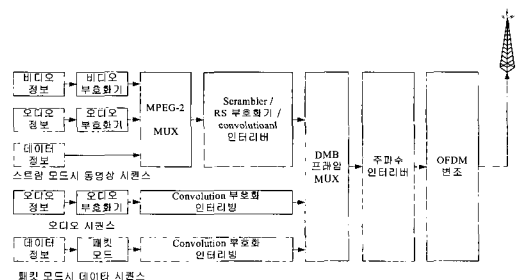 비디오
정보
비디오
부호화기
오디오
정보
오디오
부호화기
데이터
정보
MPEG-2
MUX
Scrambler /
RS 부호화기 /
convolutioanl
인터리버
스트림 모드시 동영상 시퀀스
오디오
정보
오디오
부호화기
Convolution 부호화
인터리빙
오디오 시퀀스
데이터
정보
패킷
모드
Convolution 부호화
인터리빙
패킷 모드시 데이타 시퀀스
DMB
프레임
MUX
주파수
인터리버
OFDM
변조